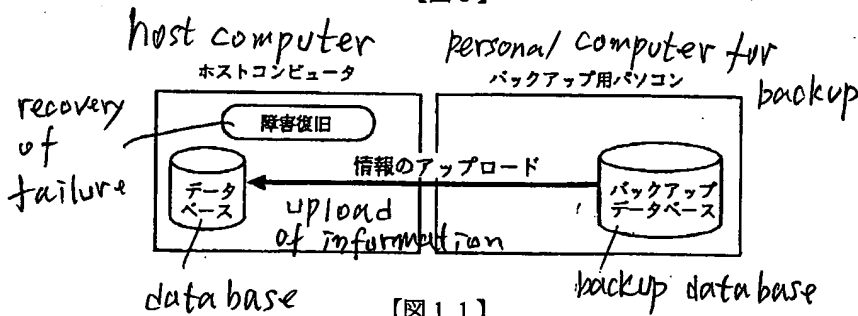 host computer
personal computer for
backup
ホストコンピュータ
バックアップ用パソコン
recovery
of
failure
障害復旧
情報のアップロード
データ
ベース
バックアップ
データベース
upload
of information
database
backup database
【図11】